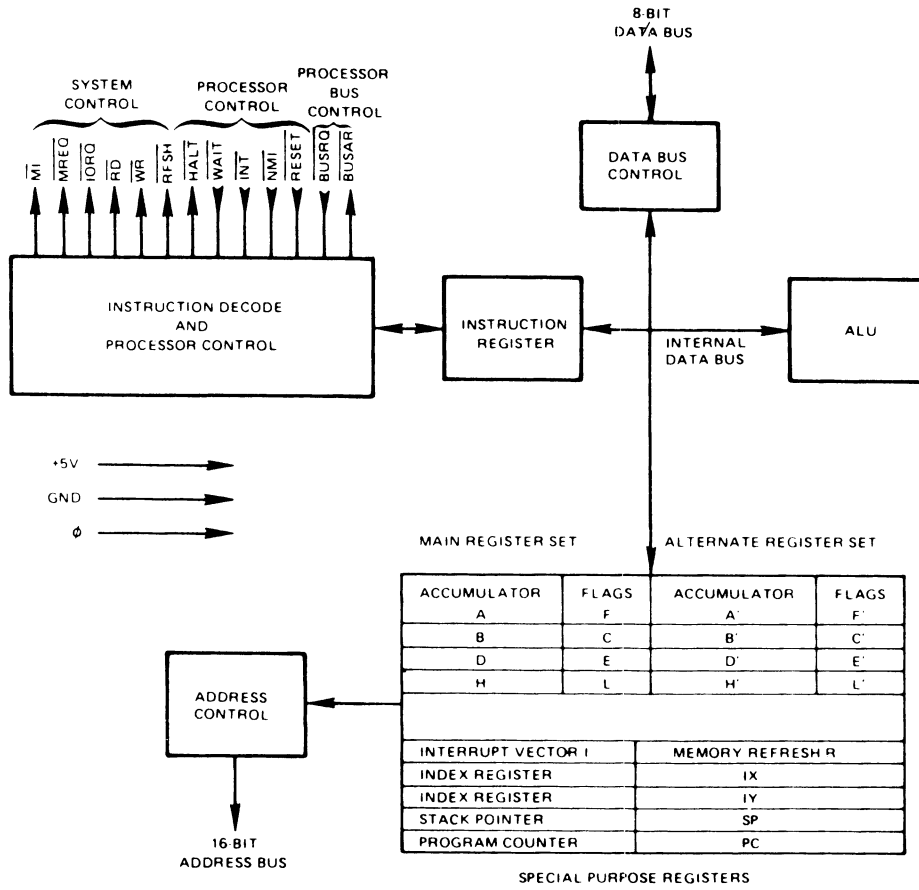 8-BIT
DATA BUS
SYSTEM
CONTROL
PROCESSOR
CONTROL
PROCESSOR
BUS
CONTROL
MI
MREQ
IORQ
RD
WR
RFSH
HALT
WAIT
INT
NMI
RESET
BUSRQ
BUSAR
DATA BUS
CONTROL
INSTRUCTION DECODE
AND
PROCESSOR CONTROL
INSTRUCTION
REGISTER
INTERNAL
DATA BUS
ALU
+5V
GND
ϕ
MAIN REGISTER SET
ALTERNATE REGISTER SET
ACCUMULATOR FLAGS ACCUMULATOR FLAGS
A F A' F'
B C B' C'
D E D' E'
H L H' L'
ADDRESS
CONTROL
INTERRUPT VECTOR I MEMORY REFRESH R
INDEX REGISTER IX
INDEX REGISTER IY
STACK POINTER SP
PROGRAM COUNTER PC
16-BIT
ADDRESS BUS
SPECIAL PURPOSE REGISTERS